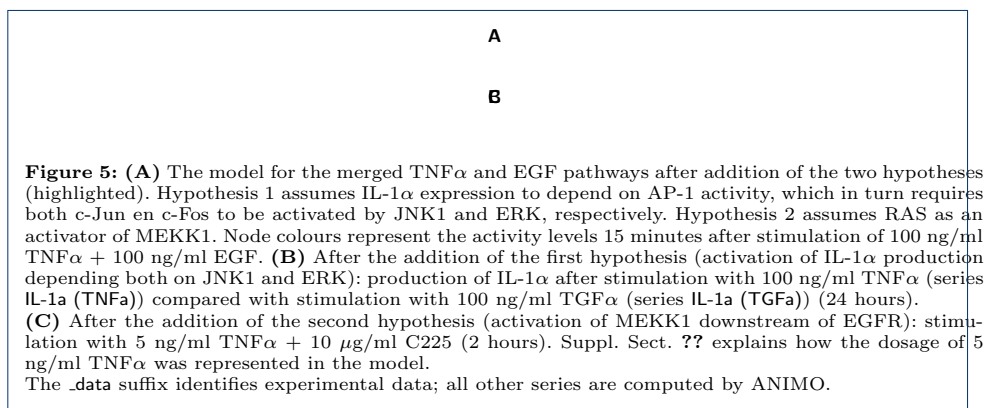 A
B
Figure 5: (A) The model for the merged TNFα and EGF pathways after addition of the two hypotheses
(highlighted). Hypothesis 1 assumes IL-1α expression to depend on AP-1 activity, which in turn requires
both c-Jun en c-Fos to be activated by JNK1 and ERK, respectively. Hypothesis 2 assumes RAS as an
activator of MEKK1. Node colours represent the activity levels 15 minutes after stimulation of 100 ng/ml
TNFα + 100 ng/ml EGF. (B) After the addition of the first hypothesis (activation of IL-1α production
depending both on JNK1 and ERK): production of IL-1α after stimulation with 100 ng/ml TNFα (series
IL-1a (TNFa)) compared with stimulation with 100 ng/ml TGFα (series IL-1a (TGFa)) (24 hours).
(C) After the addition of the second hypothesis (activation of MEKK1 downstream of EGFR): stimu-
lation with 5 ng/ml TNFα + 10 μg/ml C225 (2 hours). Suppl. Sect. ?? explains how the dosage of 5
ng/ml TNFα was represented in the model.
The _data suffix identifies experimental data; all other series are computed by ANIMO.